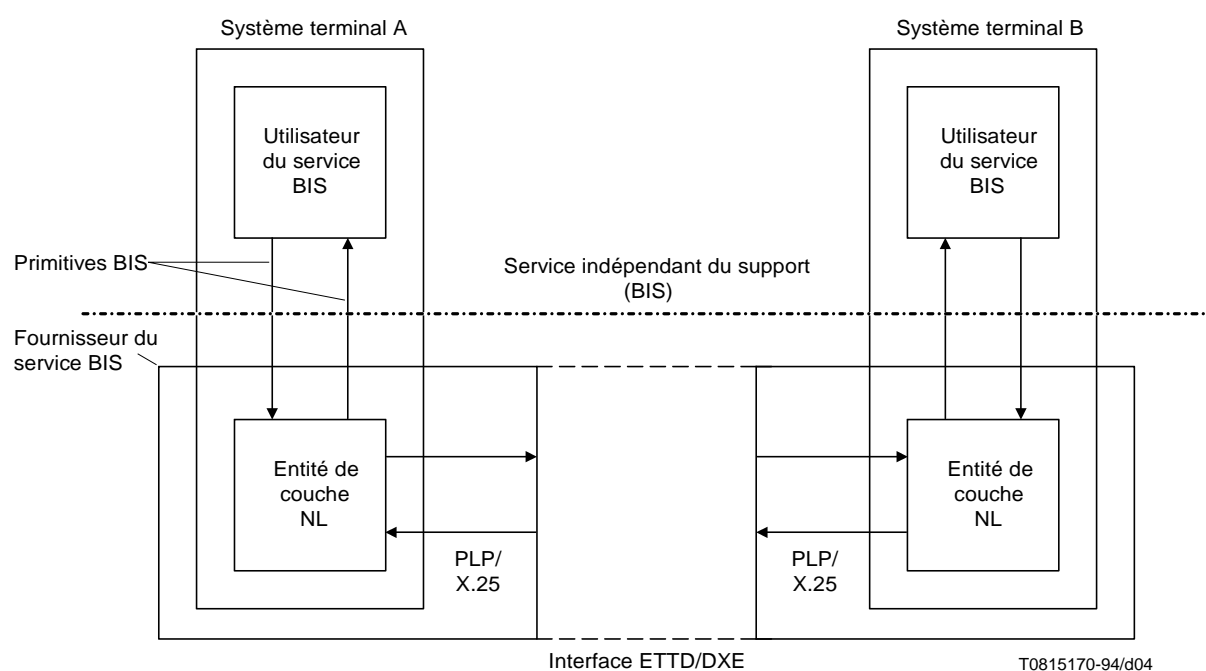 Système terminal A
Système terminal B
Utilisateur
du service
BIS
Utilisateur
du service
BIS
Primitives BIS
Service indépendant du support
(BIS)
Fournisseur du
service BIS
Entité de
couche
NL
Entité de
couche
NL
PLP/
X.25
PLP/
X.25
Interface ETTD/DXE
T0815170-94/d04